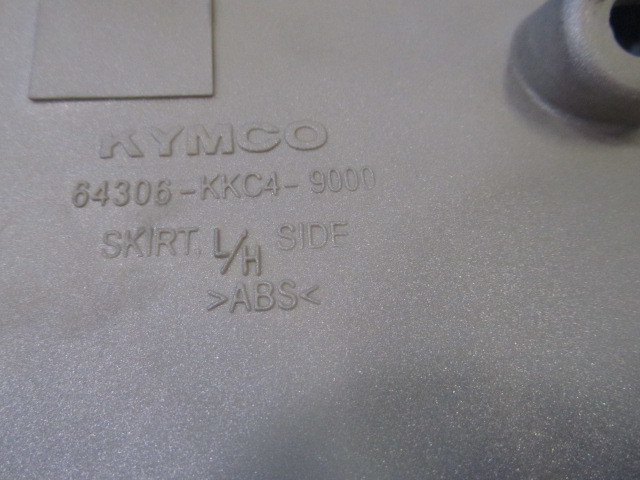 KYMCO
64306-KKC4-9000
SKIRT, L/H SIDE
>ABS<